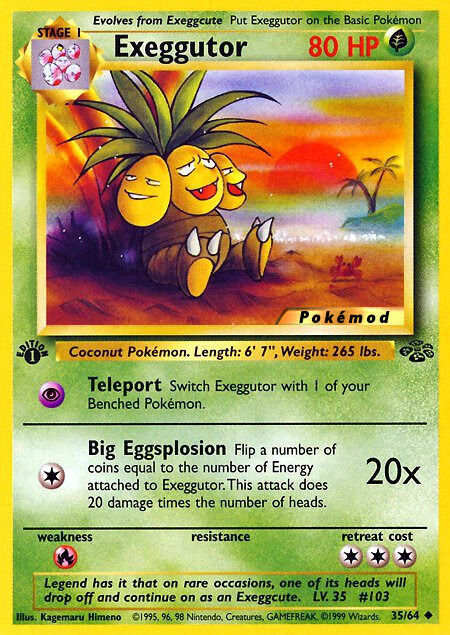 Evolves from Exeggcute Put Exeggutor on the Basic Pokémon
STAGE 1
Exeggutor 80 HP
Pokémod
EDITION 1
Coconut Pokémon. Length: 6' 7", Weight: 265 lbs.
Teleport Switch Exeggutor with 1 of your
Benched Pokémon.
Big Eggsplosion Flip a number of
coins equal to the number of Energy
attached to Exeggutor. This attack does
20 damage times the number of heads.
20x
weakness resistance retreat cost
Legend has it that on rare occasions, one of its heads will
drop off and continue on as an Exeggcute. LV. 35 #103
Illus. Kagemaru Himeno ©1995, 96, 98 Nintendo, Creatures, GAMEFREAK. ©1999 Wizards. 35/64